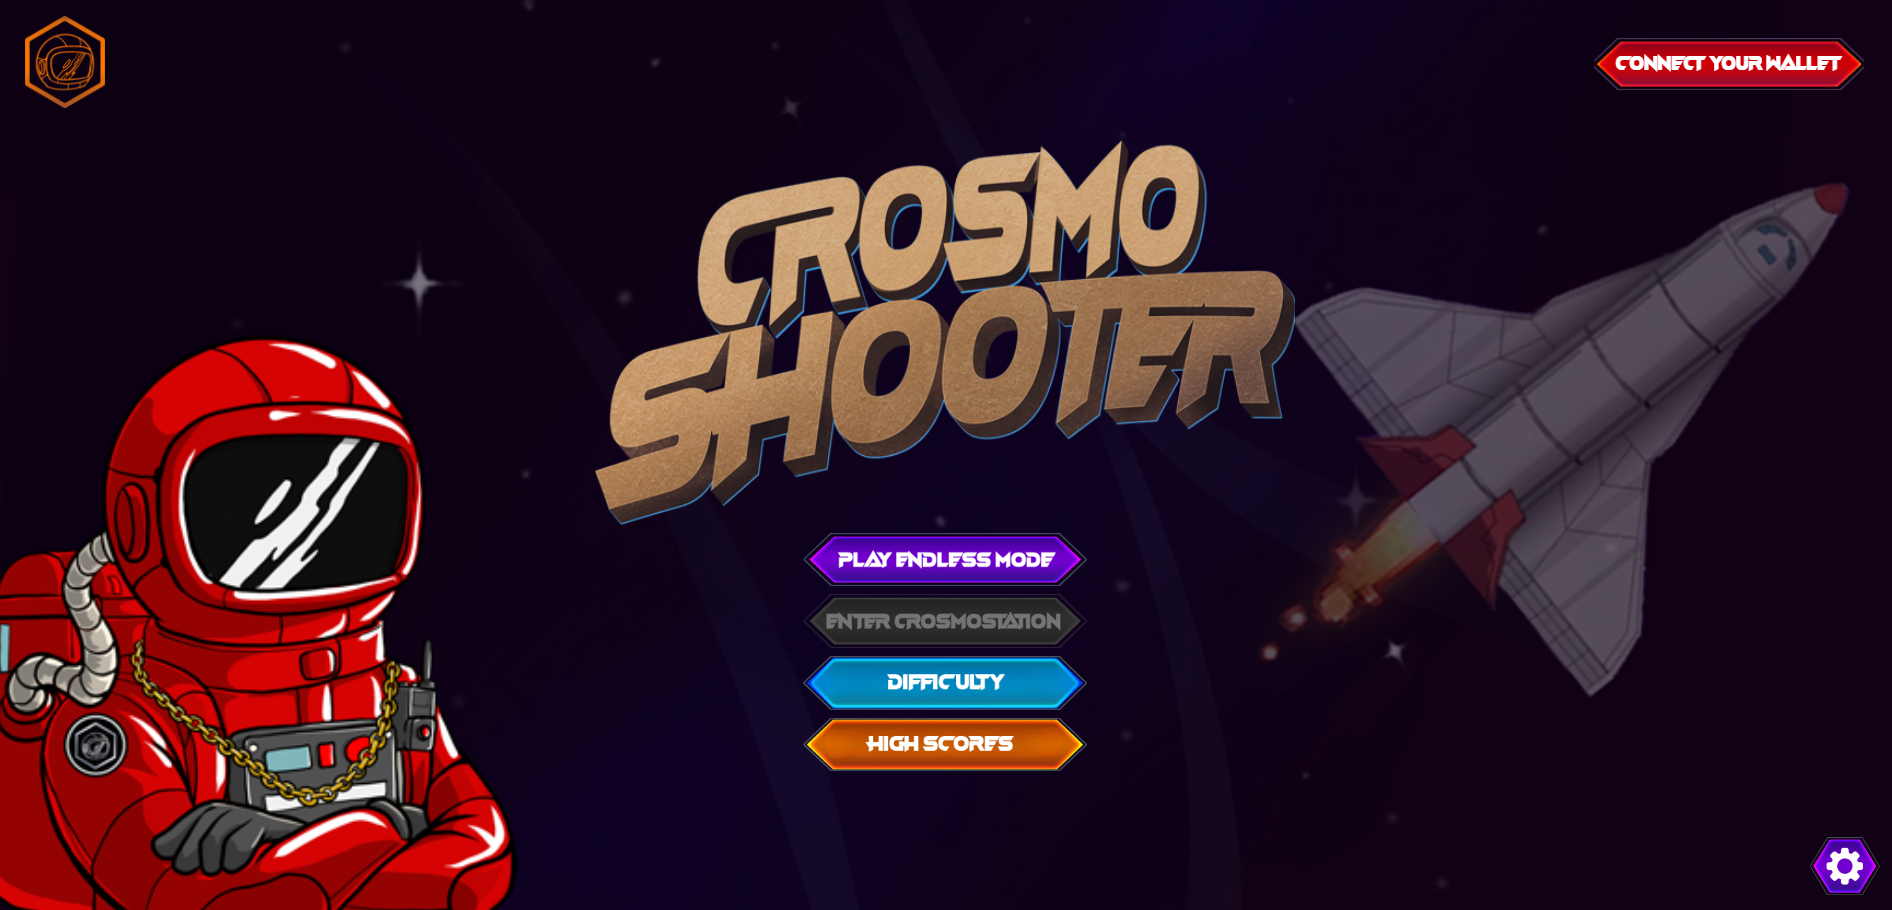 CONNECT YOUR WALLET
CROSMO
SHOOTER
PLAY ENDLESS MODE
ENTER CROSMOSTATION
DIFFICULTY
HIGH SCORES